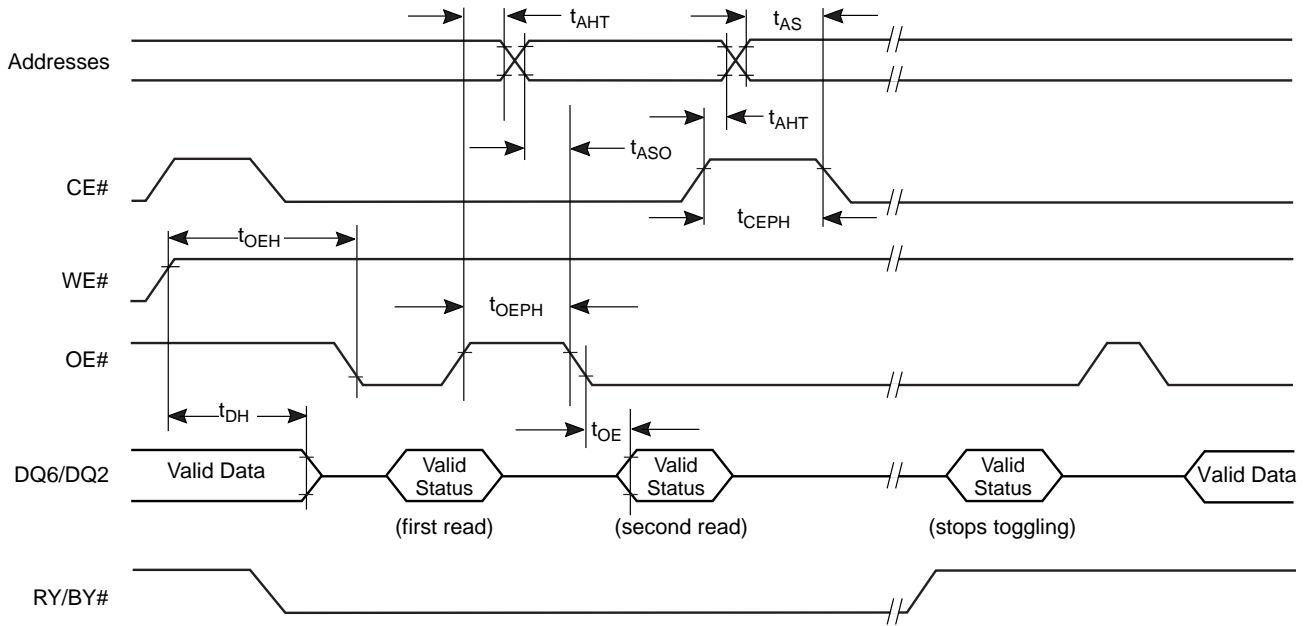 tAHT
tAS
Addresses
tAHT
tASO
CE#
tCEPH
tOEH
WE#
tOEPH
OE#
tDH
tOE
DQ6/DQ2
Valid Data
Valid
Status
Valid
Status
Valid
Status
Valid Data
(first read)
(second read)
(stops toggling)
RY/BY#